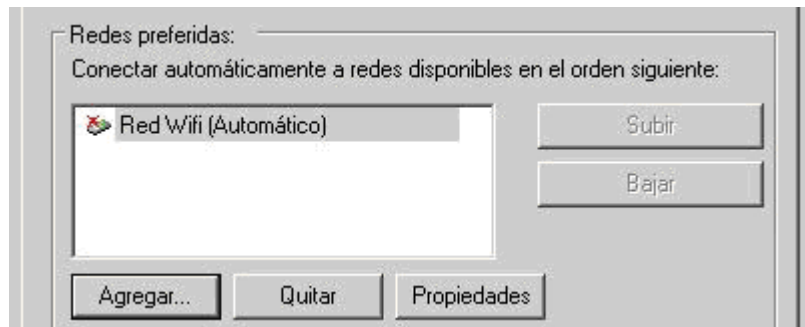 Redes preferidas:
Conectar automáticamente a redes disponibles en el orden siguiente:
Red Wifi (Automático)
Subir
Bajar
Agregar...
Quitar
Propiedades